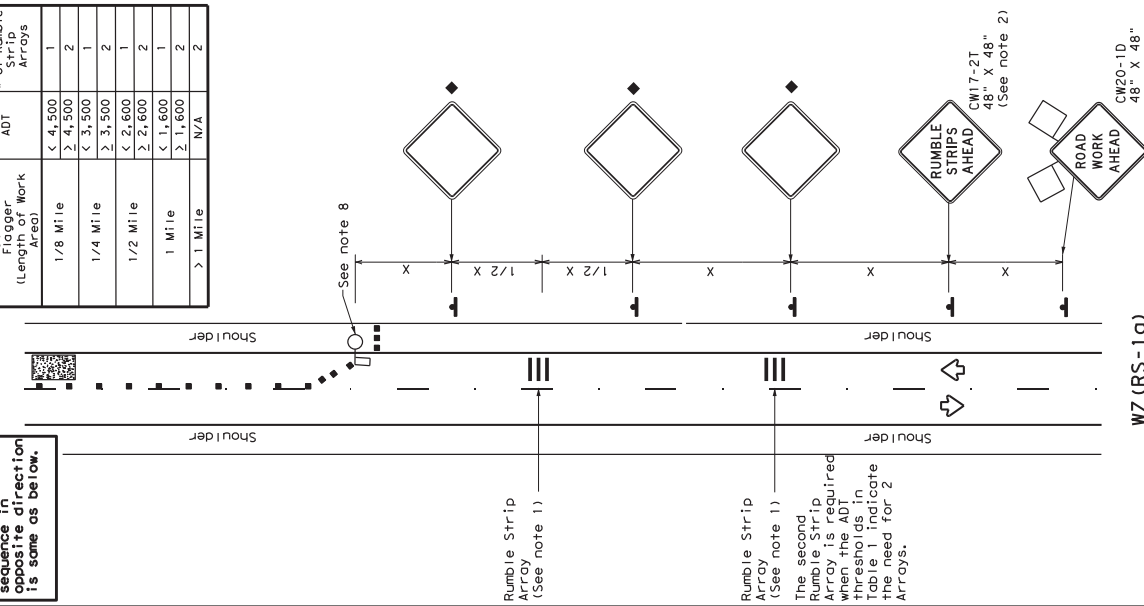 sequence in
opposite direction
is same as below.
Flagger
(Length of Work
Area)
ADT
of Rumble
Strip
Arrays
1/8 Mile
< 4,500
1
≥ 4,500
2
1/4 Mile
< 3,500
1
≥ 3,500
2
1/2 Mile
< 2,600
1
≥ 2,600
2
1 Mile
< 1,600
1
≥ 1,600
2
> 1 Mile
N/A
2
Shoulder
Shoulder
See note 8
X
1/2 X
1/2 X
X
X
X
Rumble Strip
Array
(See note 1)
Rumble Strip
Array
(See note 1)
The second
Rumble Strip
Array is required
when the ADT
thresholds in
Table 1 indicate
the need for 2
Arrays.
Shoulder
Shoulder
RUMBLE
STRIPS
AHEAD
CW17-2T
48" X 48"
(See note 2)
ROAD
WORK
AHEAD
CW20-1D
48" X 48"
WZ(RS-1a)